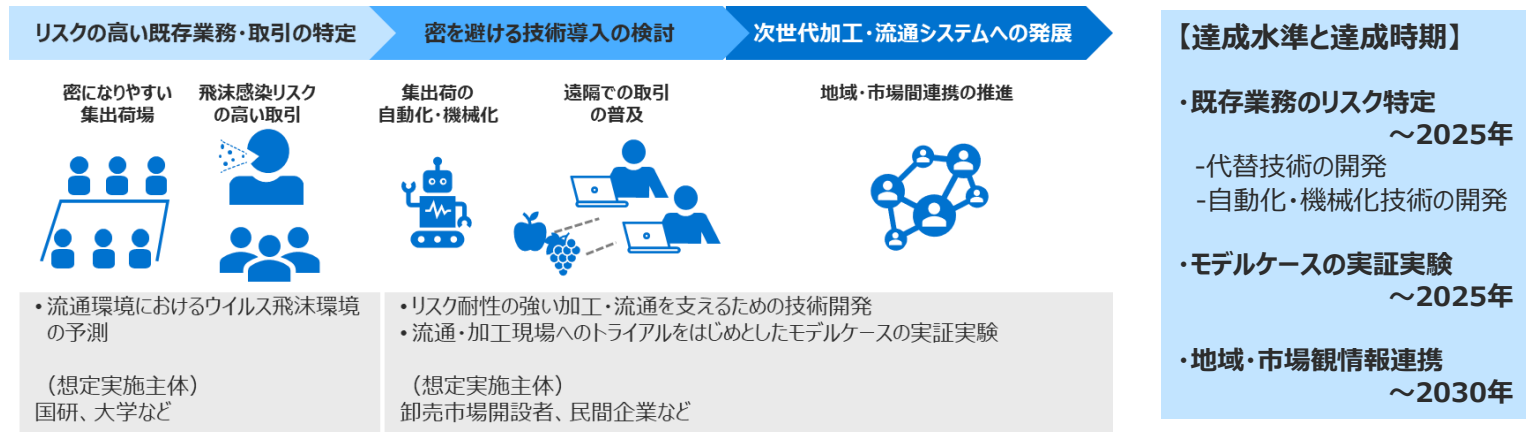 リスクの高い既存業務・取引の特定
密を避ける技術導入の検討
次世代加工・流通システムへの発展
密になりやすい
集出荷場
飛沫感染リスク
の高い取引
集出荷の
自動化・機械化
遠隔での取引
の普及
地域・市場間連携の推進
・流通環境におけるウイルス飛沫環境
の予測
（想定実施主体）
国研、大学など
・リスク耐性の強い加工・流通を支えるための技術開発
・流通・加工現場へのトライアルをはじめとしたモデルケースの実証実験
（想定実施主体）
卸売市場開設者、民間企業など
【達成水準と達成時期】
・既存業務のリスク特定
～2025年
-代替技術の開発
-自動化・機械化技術の開発
・モデルケースの実証実験
～2025年
・地域・市場観情報連携
～2030年